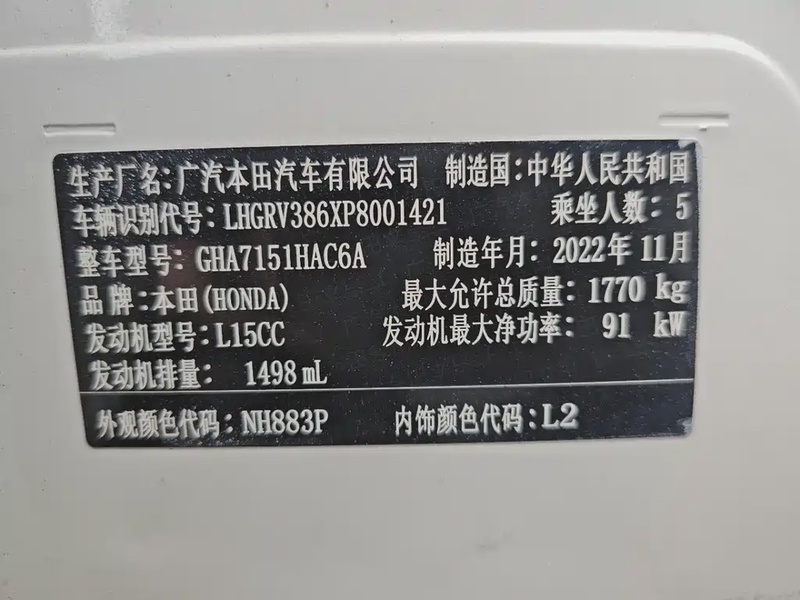 生产厂名:广汽本田汽车有限公司 制造国:中华人民共和国
车辆识别代号:LHGRV386XP8001421 乘坐人数:5
整车型号:GHA7151HAC6A 制造年月:2022年11月
品牌:本田(HONDA) 最大允许总质量:1770 kg
发动机型号:L15CC 发动机最大净功率:91 kW
发动机排量:1498 mL
外观颜色代码:NH883P 内饰颜色代码:L2